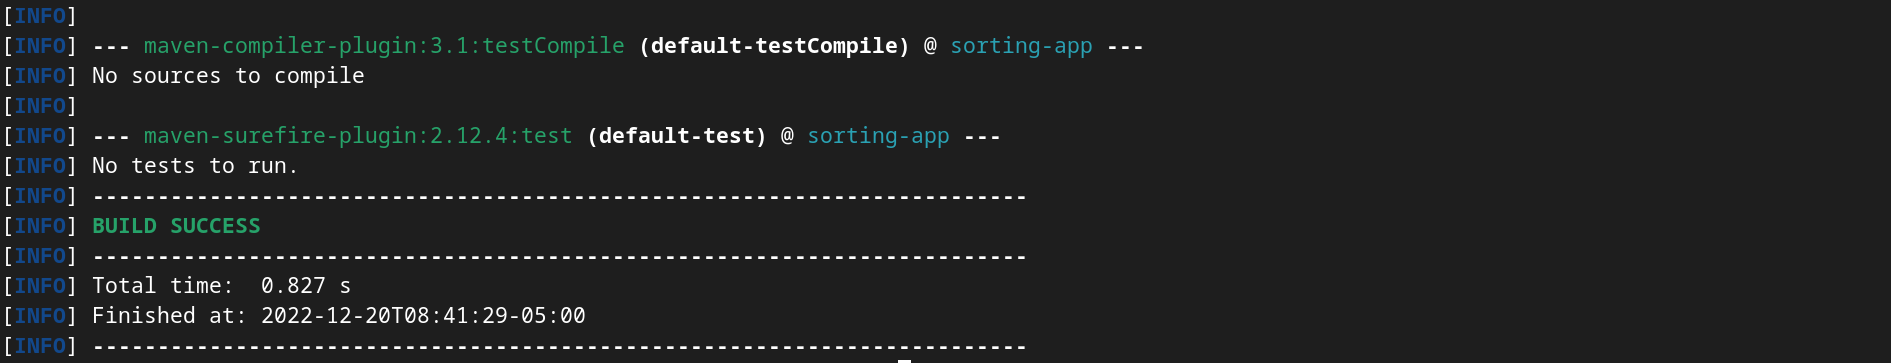 [INFO]
[INFO] --- maven-compiler-plugin:3.1:testCompile (default-testCompile) @ sorting-app ---
[INFO] No sources to compile
[INFO]
[INFO] --- maven-surefire-plugin:2.12.4:test (default-test) @ sorting-app ---
[INFO] No tests to run.
[INFO] ------------------------------------------------------------------------
[INFO] BUILD SUCCESS
[INFO] ------------------------------------------------------------------------
[INFO] Total time:  0.827 s
[INFO] Finished at: 2022-12-20T08:41:29-05:00
[INFO] ------------------------------------------------------------------------